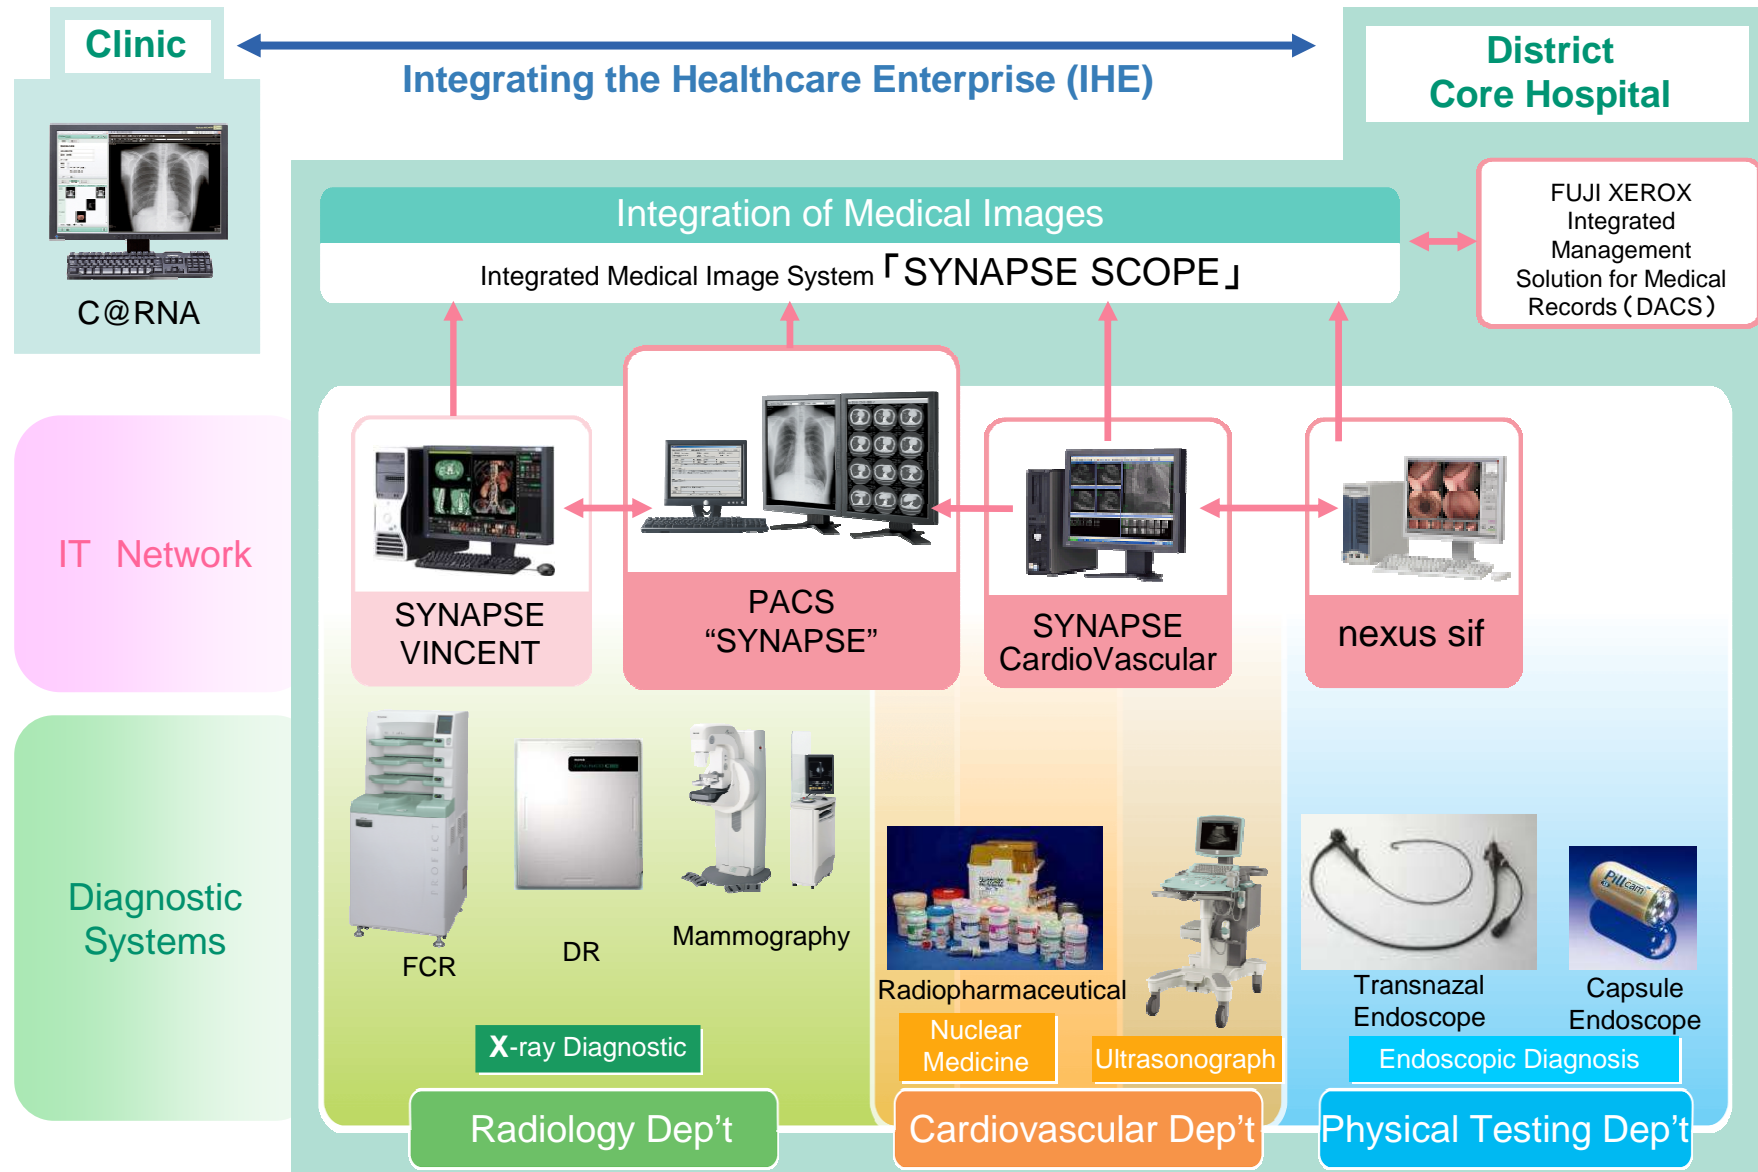 Clinic
Integrating the Healthcare Enterprise (IHE)
District
Core Hospital
C@RNA
Integration of Medical Images
Integrated Medical Image System「SYNAPSE SCOPE」
FUJI XEROX
Integrated
Management
Solution for Medical
Records（DACS）
IT Network
SYNAPSE
VINCENT
PACS
“SYNAPSE”
SYNAPSE
CardioVascular
nexus sif
Diagnostic
Systems
FCR
DR
Mammography
Radiopharmaceutical
Pillcam
Transnazal
Endoscope
Capsule
Endoscope
X-ray Diagnostic
Nuclear
Medicine
Ultrasonograph
Endoscopic Diagnosis
Radiology Dep't
Cardiovascular Dep't
Physical Testing Dep't